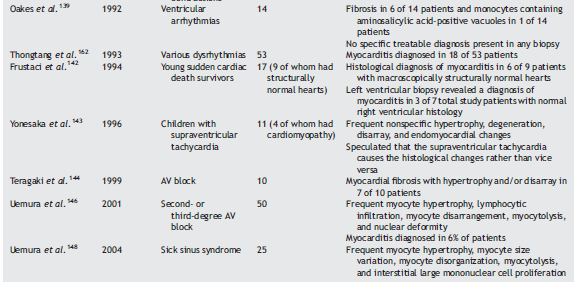 Oakes et al.139 1992 Ventricular 14 Fibrosis in 6 of 14 patients and monocytes containing
arrhythmias aminosalicylic acid-positive vacuoles in 1 of 14
patients
No specific treatable diagnosis present in any biopsy
Thongtang et al.162 1993 Various dysrhythmias 53 Myocarditis diagnosed in 18 of 53 patients
Frustaci et al.142 1994 Young sudden cardiac 17 (9 of whom had Histological diagnosis of myocarditis in 6 of 9 patients
death survivors structurally with macroscopically structurally normal hearts
normal hearts) Left ventricular biopsy revealed a diagnosis of
myocarditis in 3 of 7 total study patients with normal
right ventricular histology
Yonesaka et al.143 1996 Children with 11 (4 of whom had Frequent nonspecific hypertrophy, degeneration,
supraventricular cardiomyopathy) disarray, and endomyocardial changes
tachycardia Speculated that the supraventricular tachycardia
causes the histological changes rather than vice
versa
Teragaki et al.144 1999 AV block 10 Myocardial fibrosis with hypertrophy and/or disarray in
7 of 10 patients
Uemura et al.146 2001 Second- or 50 Frequent myocyte hypertrophy, lymphocytic
third-degree AV infiltration, myocyte disarrangement, myocytolysis,
block and nuclear deformity
Myocarditis diagnosed in 6% of patients
Uemura et al.148 2004 Sick sinus syndrome 25 Frequent myocyte hypertrophy, myocyte size
variation, myocyte disorganization, myocytolysis,
and interstitial large mononuclear cell proliferation